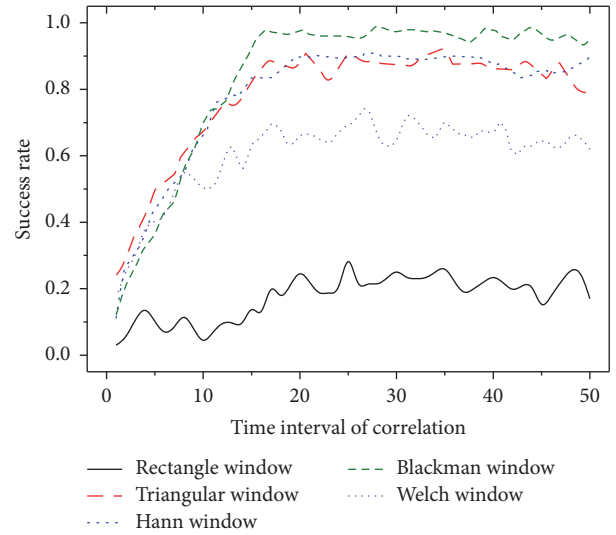 1.0
0.8
0.6
0.4
0.2
0.0
Success rate
0 10 20 30 40 50
Time interval of correlation
Rectangle window Blackman window
Triangular window Welch window
Hann window